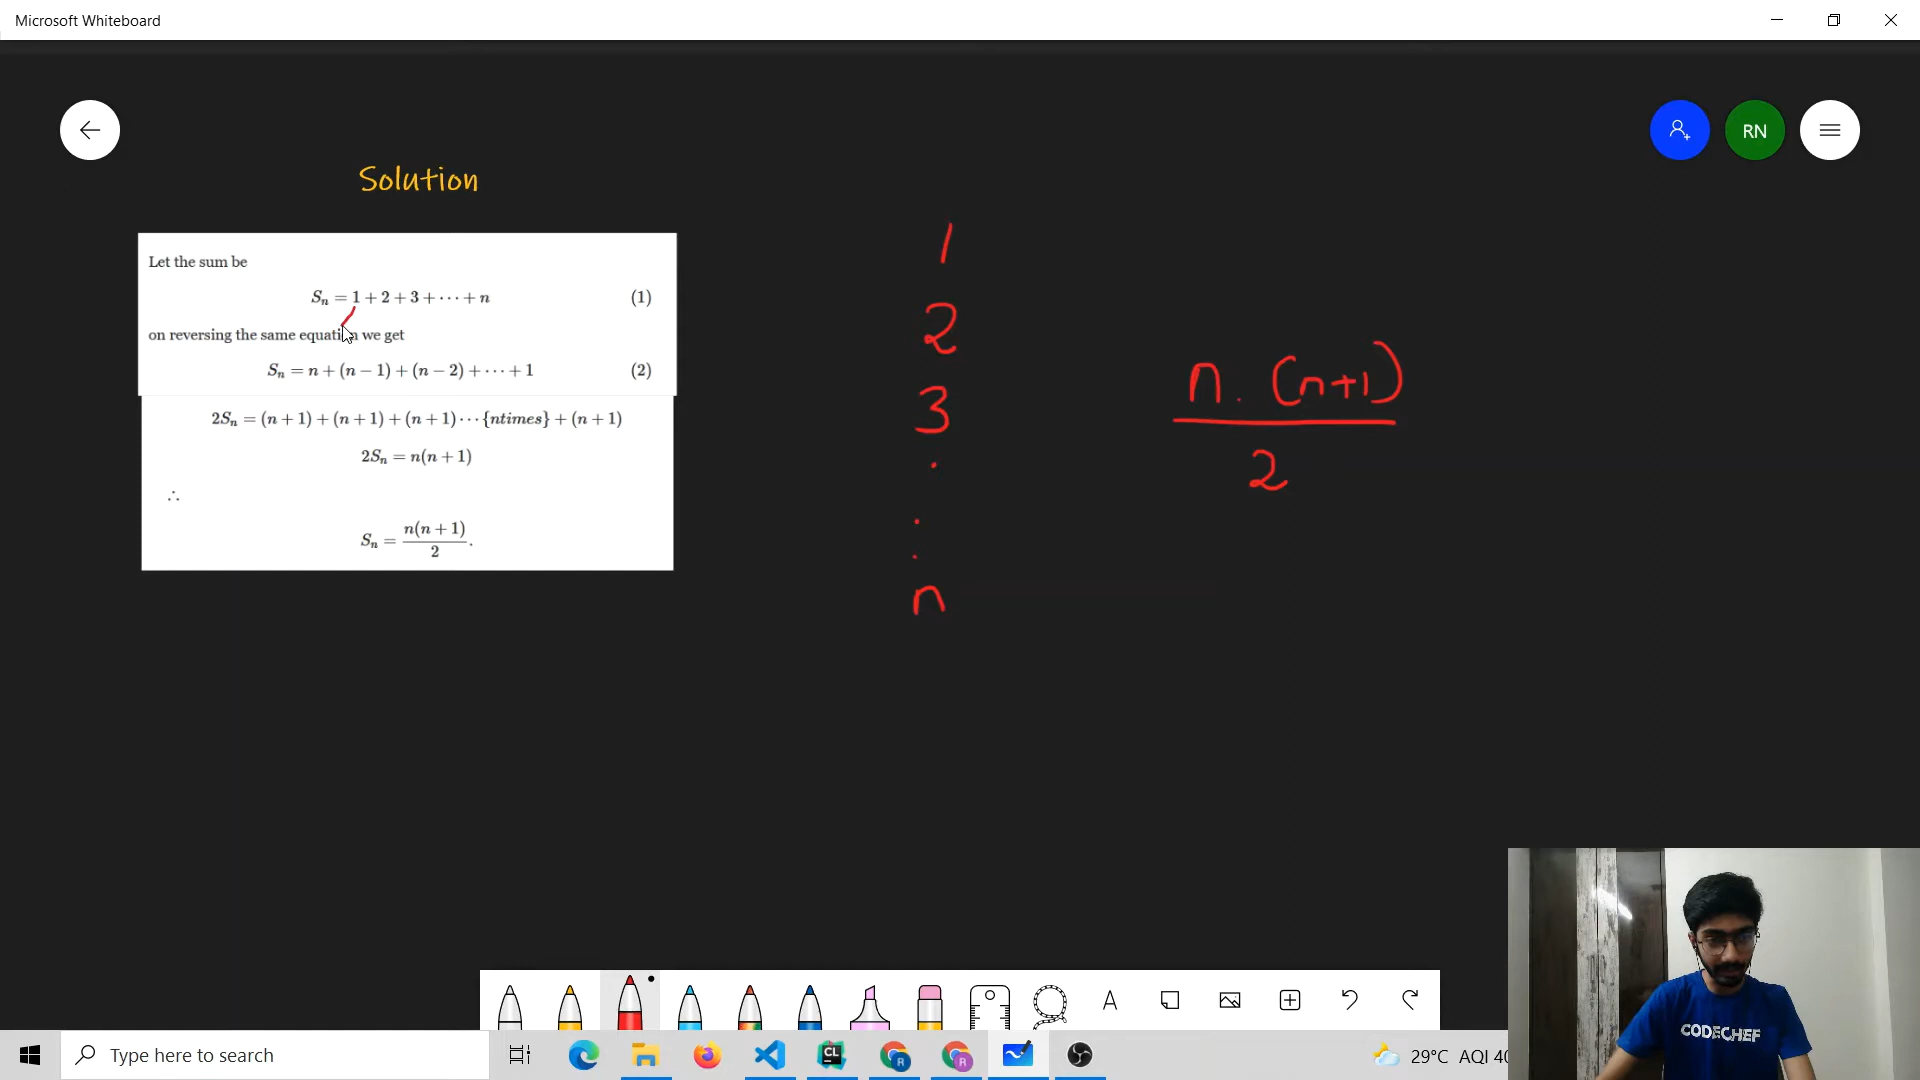 Microsoft Whiteboard
RN
Solution
Let the sum be
Sₙ = 1 + 2 + 3 + ··· + n (1)
on reversing the same equation we get
Sₙ = n + (n − 1) + (n − 2) + ··· + 1 (2)
2Sₙ = (n + 1) + (n + 1) + (n + 1) ··· {ntimes} + (n + 1)
2Sₙ = n(n + 1)
∴
Sₙ = n(n + 1)/2.
1
2
3
.
.
.
n
n. (n+1)
2
A
CODECHEF
Type here to search
CL
R
R
29°C AQI 40